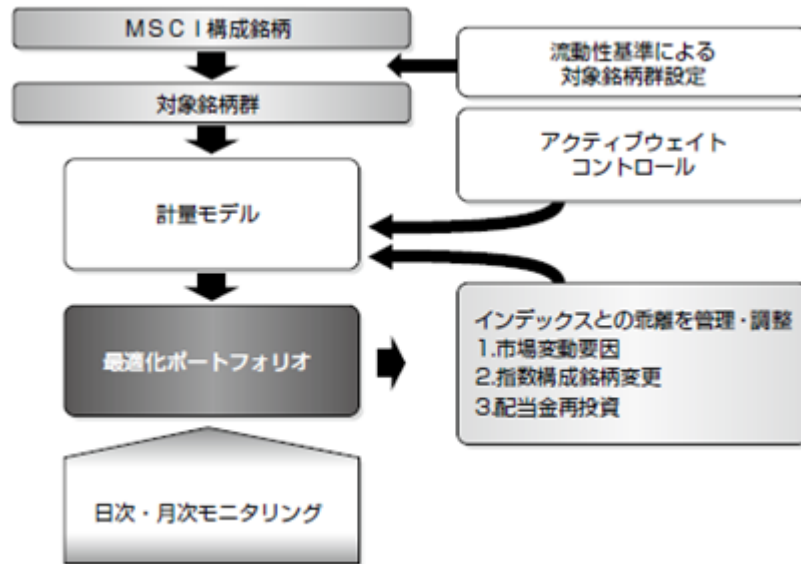 MSCI構成銘柄
流動性基準による
対象銘柄群設定
対象銘柄群
アクティブウェイト
コントロール
計量モデル
最適化ポートフォリオ
インデックスとの乖離を管理・調整
1.市場変動要因
2.指数構成銘柄変更
3.配当金再投資
日次・月次モニタリング